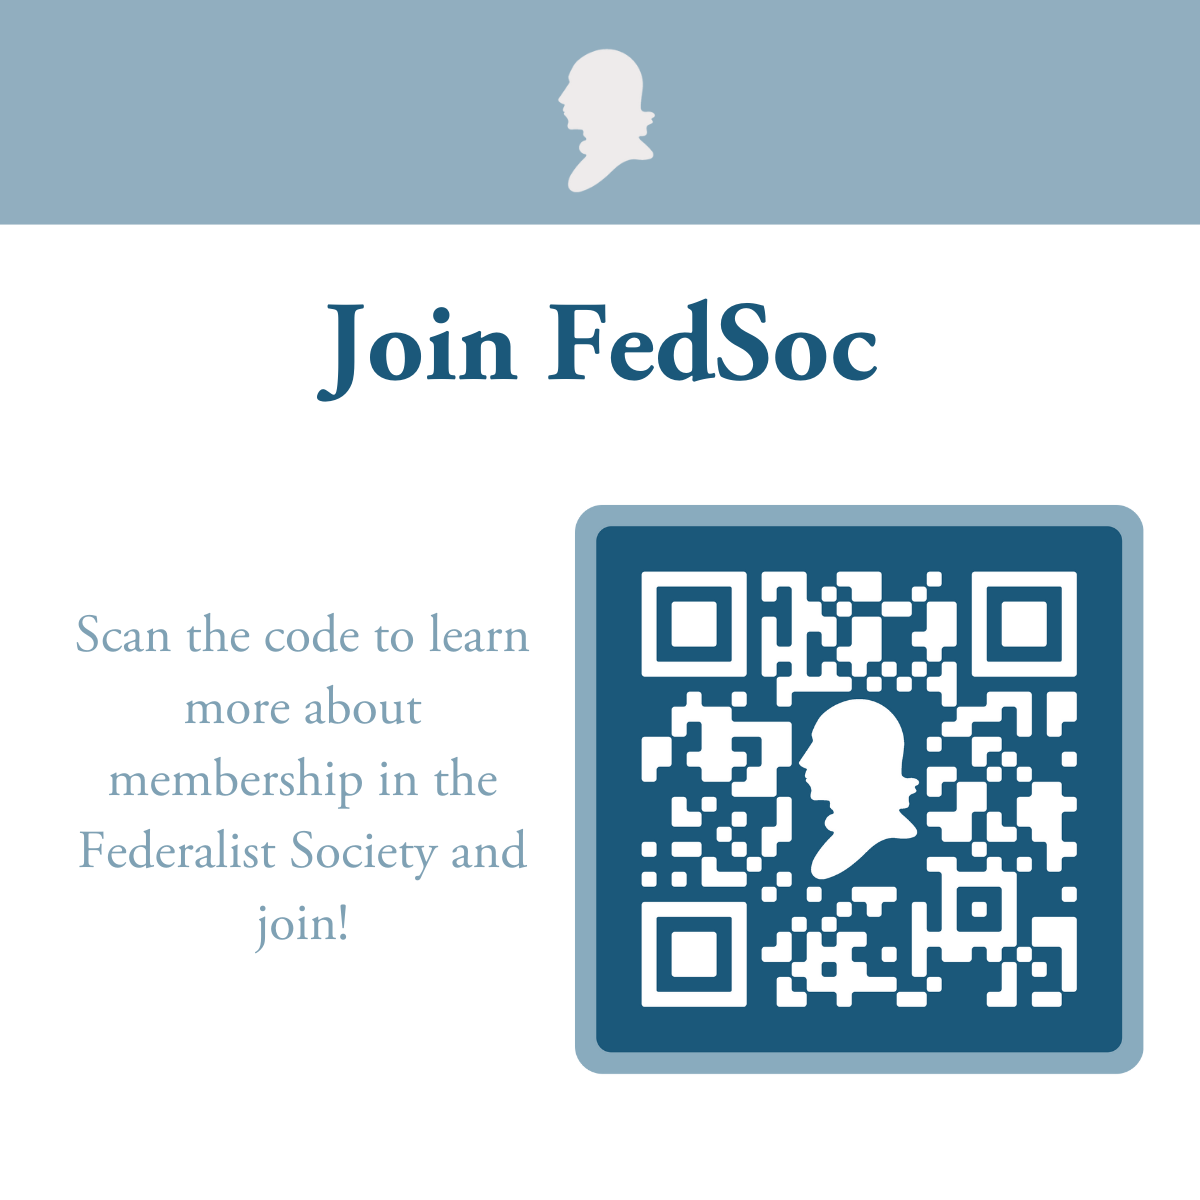 Join FedSoc
Scan the code to learn
more about
membership in the
Federalist Society and
join!